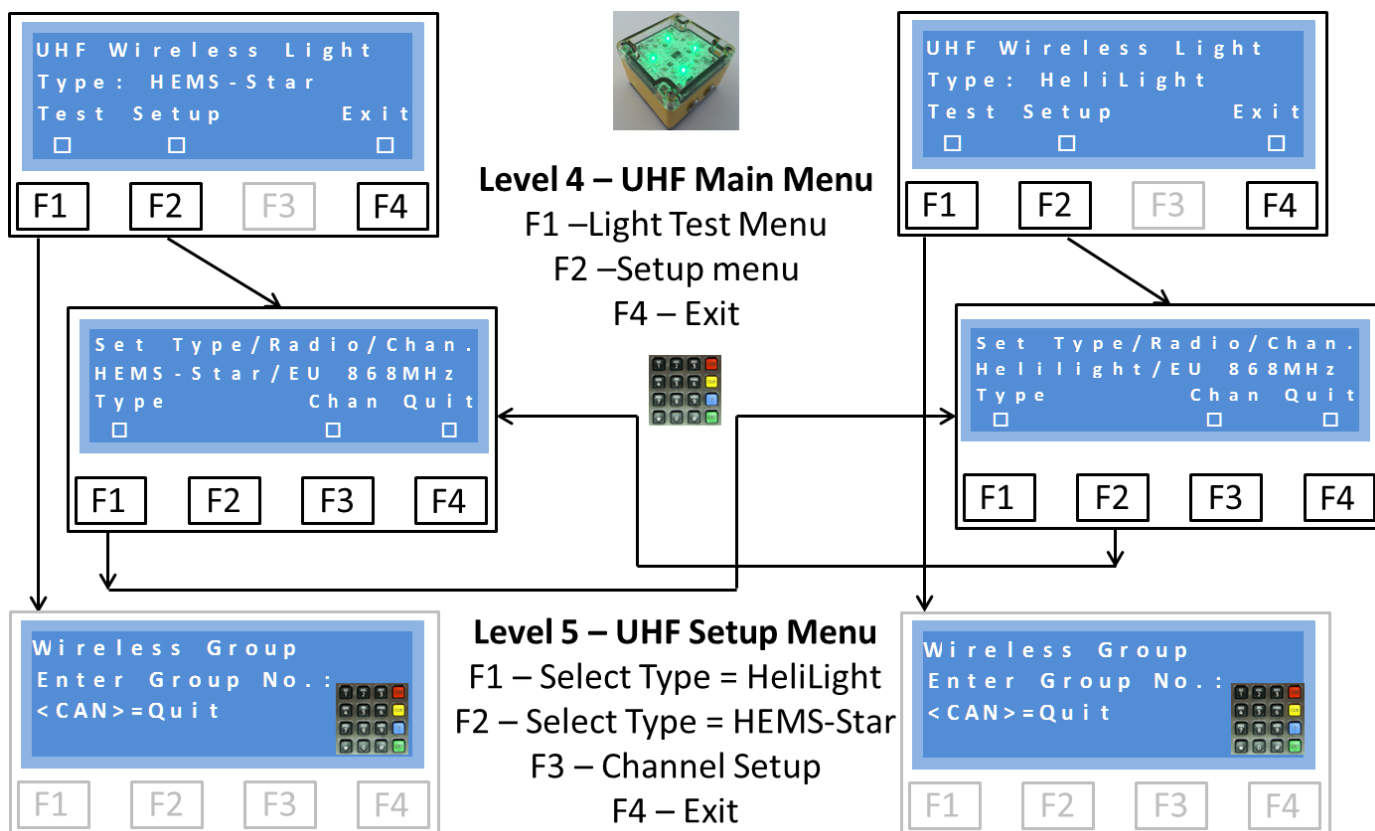 UHF Wireless Light
Type: HEMS-Star
Test Setup Exit
F1 F2 F3 F4
Level 4 – UHF Main Menu
F1 –Light Test Menu
F2 –Setup menu
F4 – Exit
UHF Wireless Light
Type: HeliLight
Test Setup Exit
F1 F2 F3 F4
Set Type/Radio/Chan.
HEMS-Star/EU 868MHz
Type Chan Quit
F1 F2 F3 F4
Set Type/Radio/Chan.
Helilight/EU 868MHz
Type Chan Quit
F1 F2 F3 F4
Wireless Group
Enter Group No.:
<CAN>=Quit
F1 F2 F3 F4
Level 5 – UHF Setup Menu
F1 – Select Type = HeliLight
F2 – Select Type = HEMS-Star
F3 – Channel Setup
F4 – Exit
Wireless Group
Enter Group No.:
<CAN>=Quit
F1 F2 F3 F4